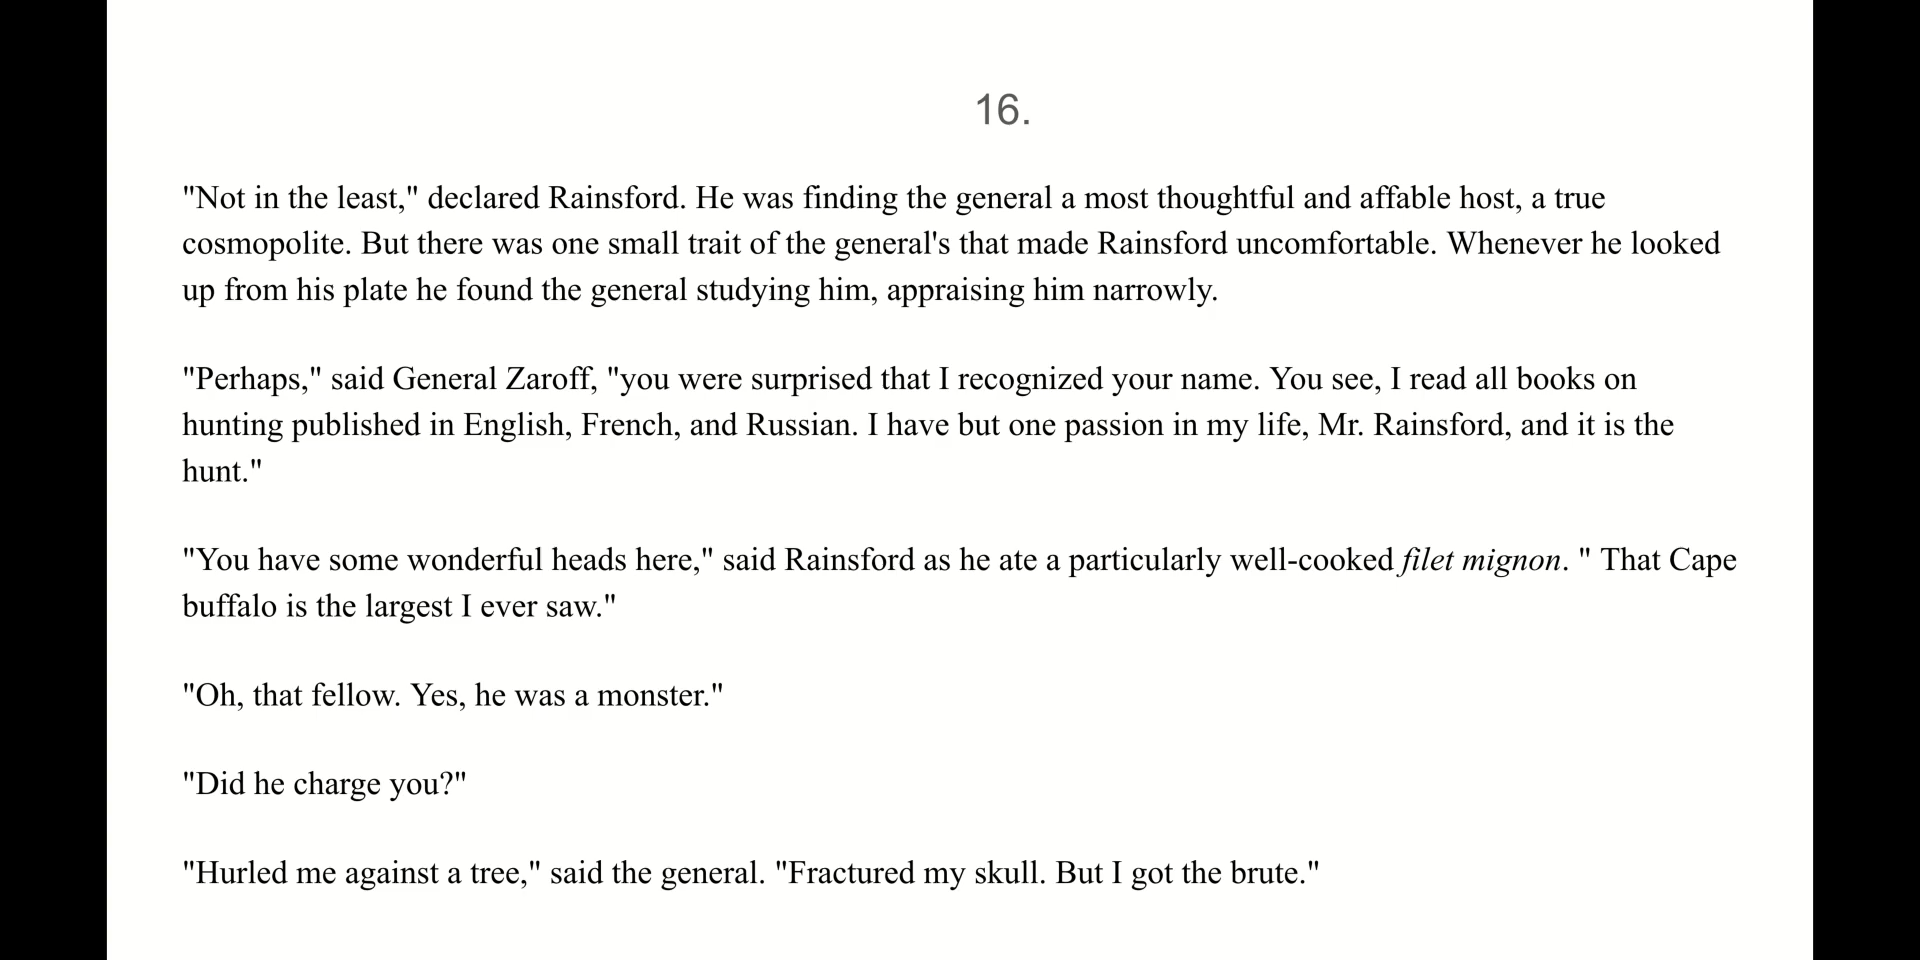 16.
"Not in the least," declared Rainsford. He was finding the general a most thoughtful and affable host, a true
cosmopolite. But there was one small trait of the general's that made Rainsford uncomfortable. Whenever he looked
up from his plate he found the general studying him, appraising him narrowly.
"Perhaps," said General Zaroff, "you were surprised that I recognized your name. You see, I read all books on
hunting published in English, French, and Russian. I have but one passion in my life, Mr. Rainsford, and it is the
hunt."
"You have some wonderful heads here," said Rainsford as he ate a particularly well-cooked filet mignon. " That Cape
buffalo is the largest I ever saw."
"Oh, that fellow. Yes, he was a monster."
"Did he charge you?"
"Hurled me against a tree," said the general. "Fractured my skull. But I got the brute."